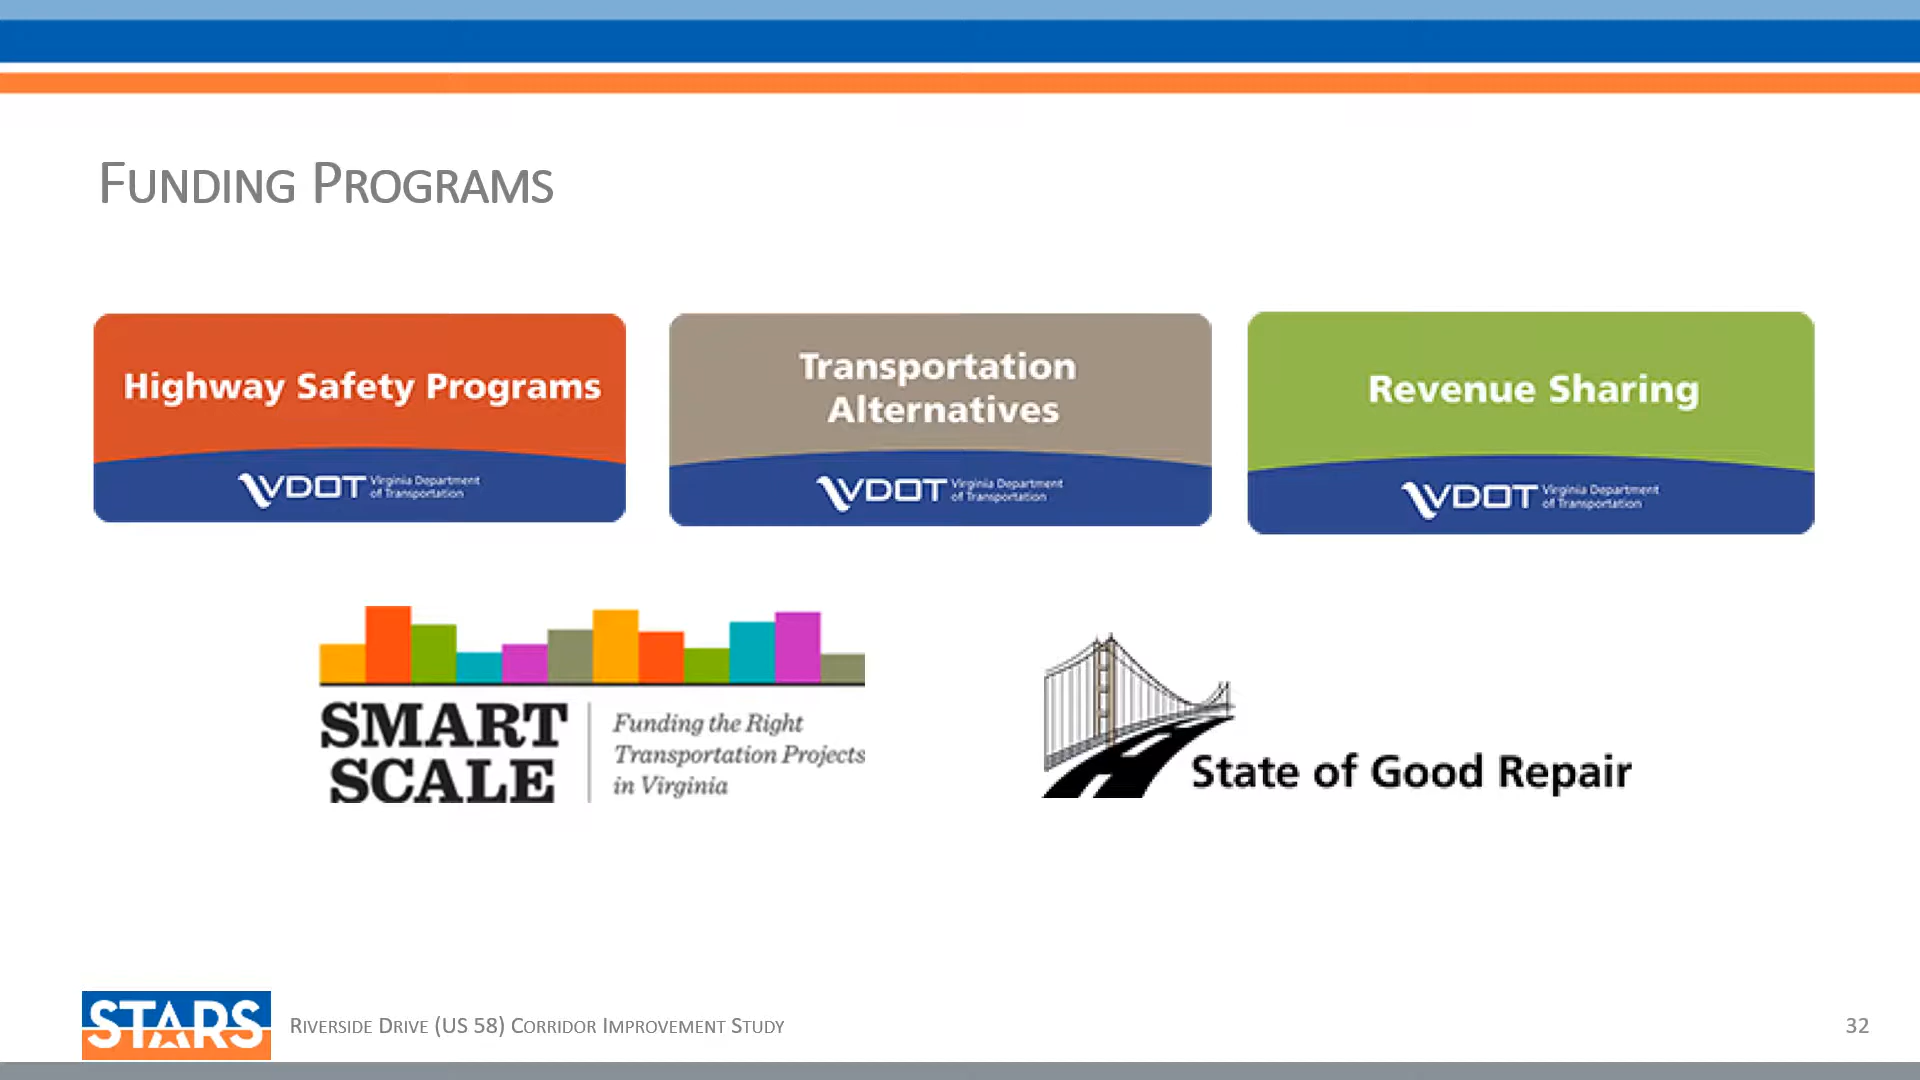 FUNDING PROGRAMS
Highway Safety Programs
VDOT Virginia Department
of Transportation
Transportation
Alternatives
VDOT Virginia Department
of Transportation
Revenue Sharing
VDOT Virginia Department
of Transportation
SMART
SCALE
Funding the Right
Transportation Projects
in Virginia
State of Good Repair
STARS
RIVERSIDE DRIVE (US 58) CORRIDOR IMPROVEMENT STUDY
32